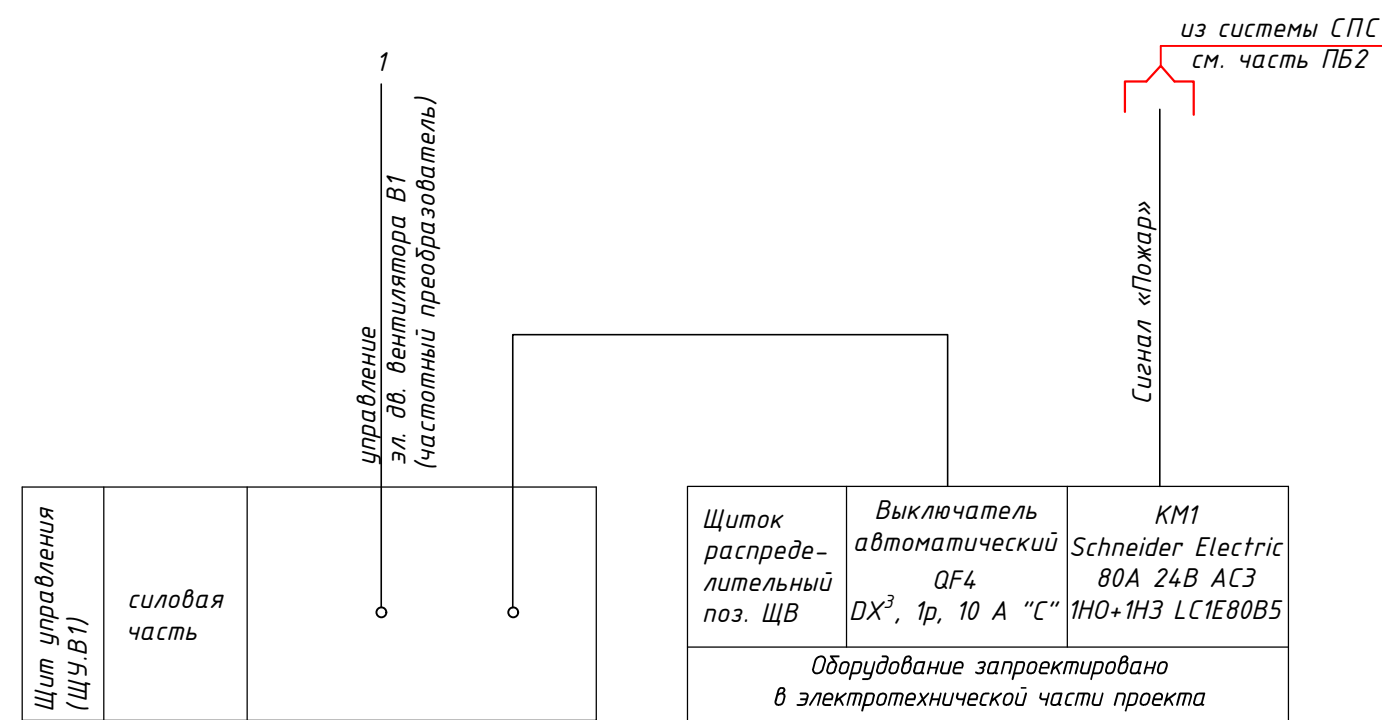 из системы СПС
см. часть ПБ2
1
управление
эл. дв. вентилятора В1
(частотный преобразователь)
Сигнал «Пожар»
Щит управления
(ЩУ.В1)
силовая
часть
Щиток
распреде-
лительный
поз. ЩВ
Выключатель
автоматический
QF4
DX³, 1р, 10 А "С"
КМ1
Schneider Electric
80А 24В АС3
1НО+1НЗ LC1E80B5
Оборудование запроектировано
в электротехнической части проекта